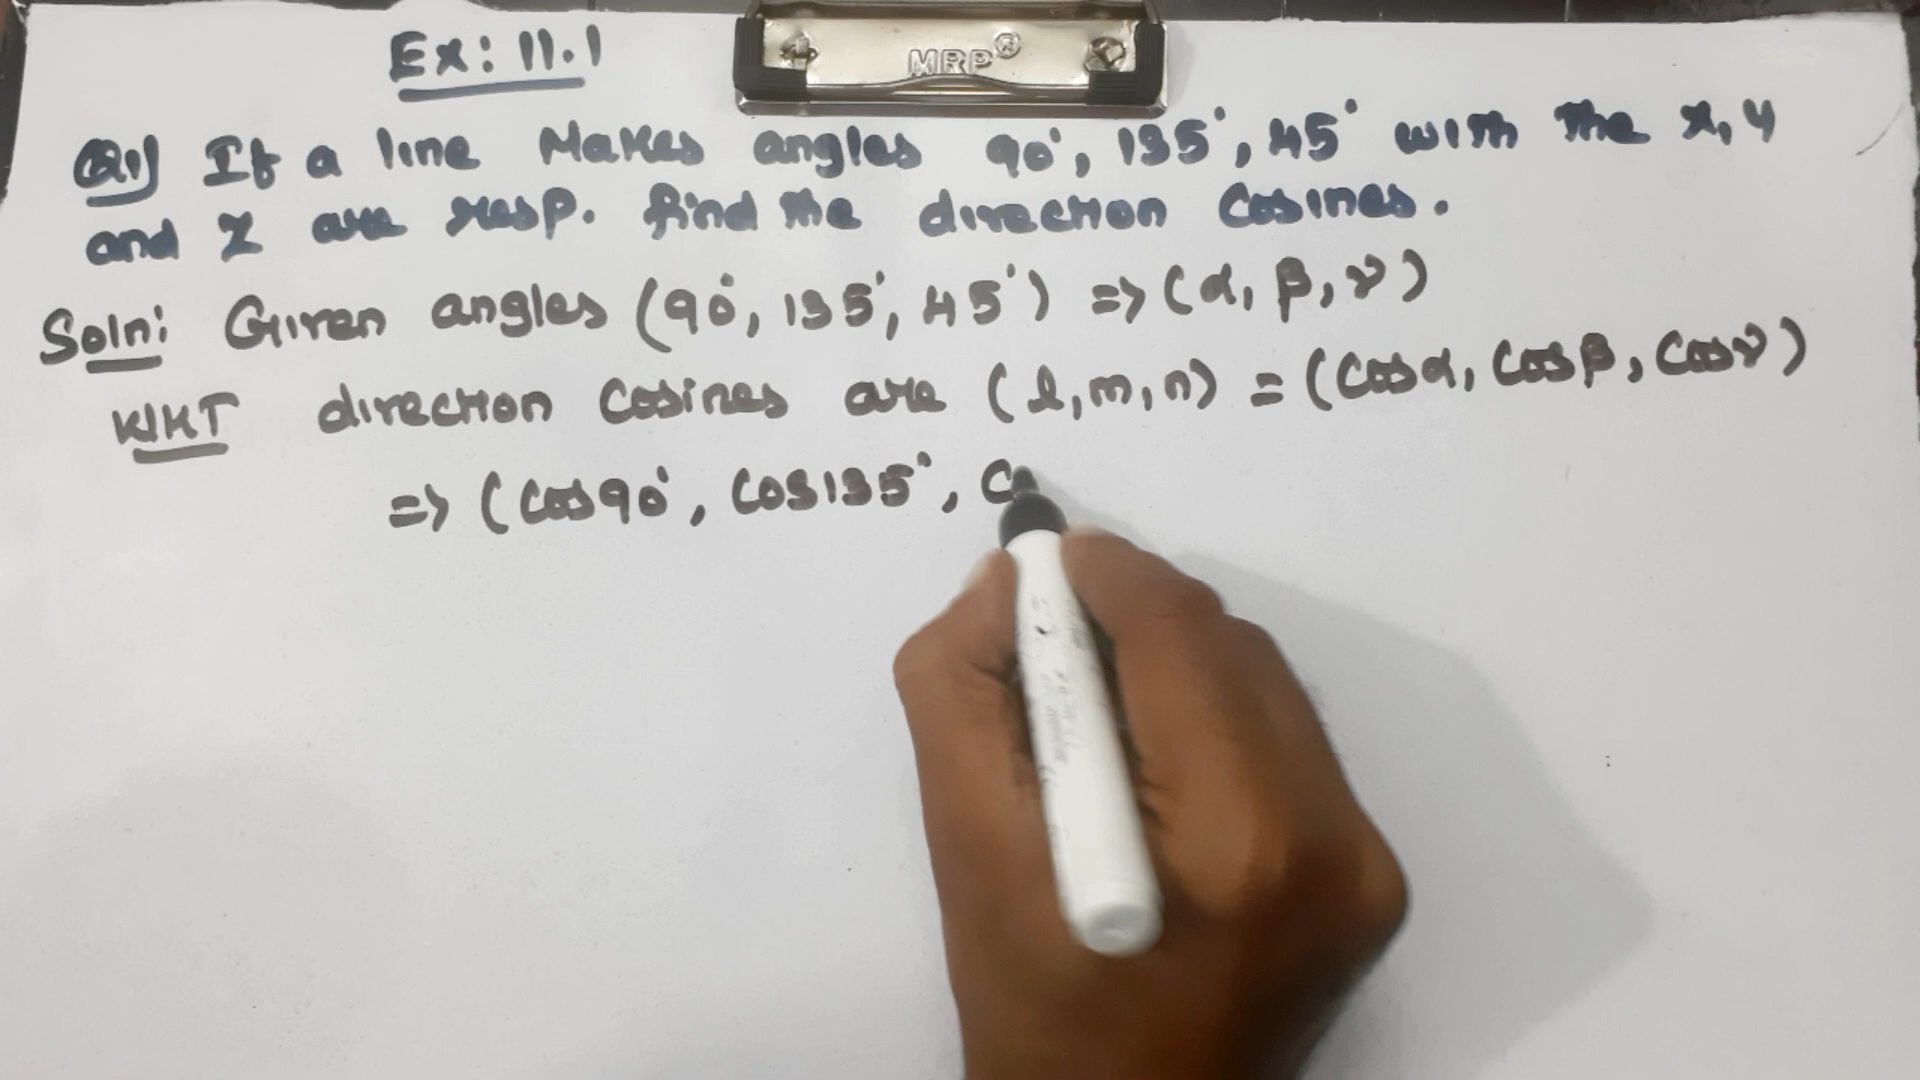 Ex: 11.1
MRP®
Q1) If a line Makes angles 90°, 135°, 45° with the x, y
and z are resp. find the direction Cosines.
Soln: Given angles (90°, 135°, 45°) => (α, β, γ)
WKT direction Cosines are (l, m, n) = (Cosα, Cosβ, Cosγ)
=> (Cos90°, Cos135°, C